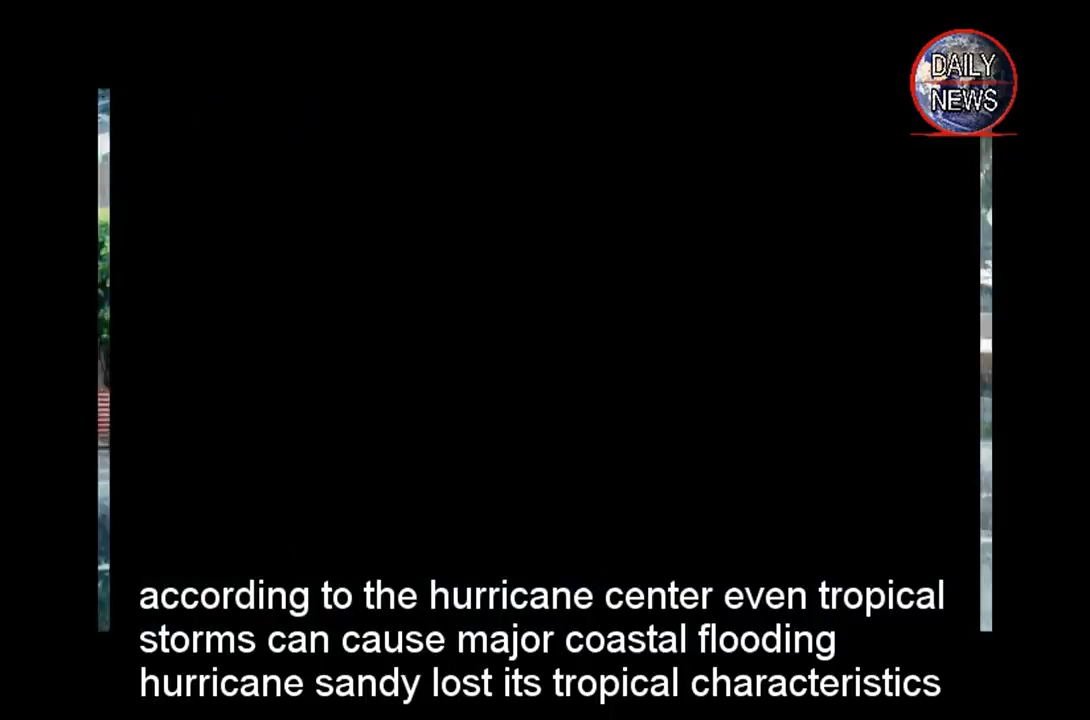 DAILY
NEWS
according to the hurricane center even tropical
storms can cause major coastal flooding
hurricane sandy lost its tropical characteristics